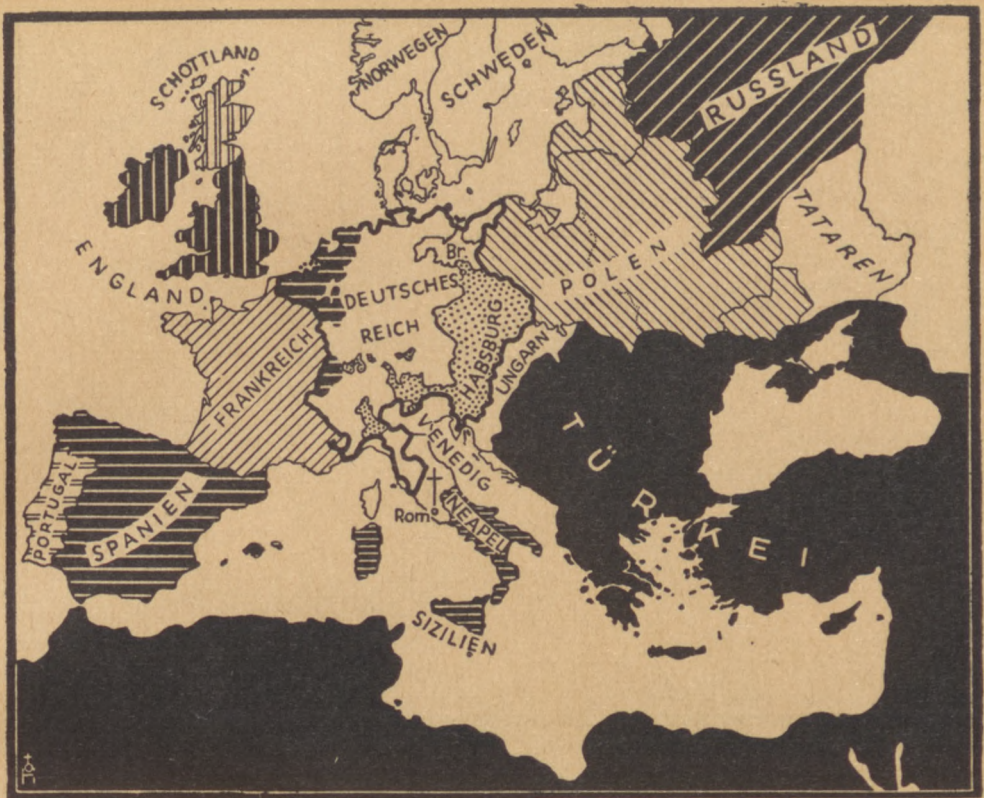 SCHOTTLAND
NORWEGEN
SCHWEDEN
RUSSLAND
TATAREN
ENGLAND
Br.
POLEN
DEUTSCHES
REICH
HABSBURG
UNGARN
FRANKREICH
TÜRKEI
VENEDIG
PORTUGAL
SPANIEN
Rom
NEAPEL
SIZILIEN